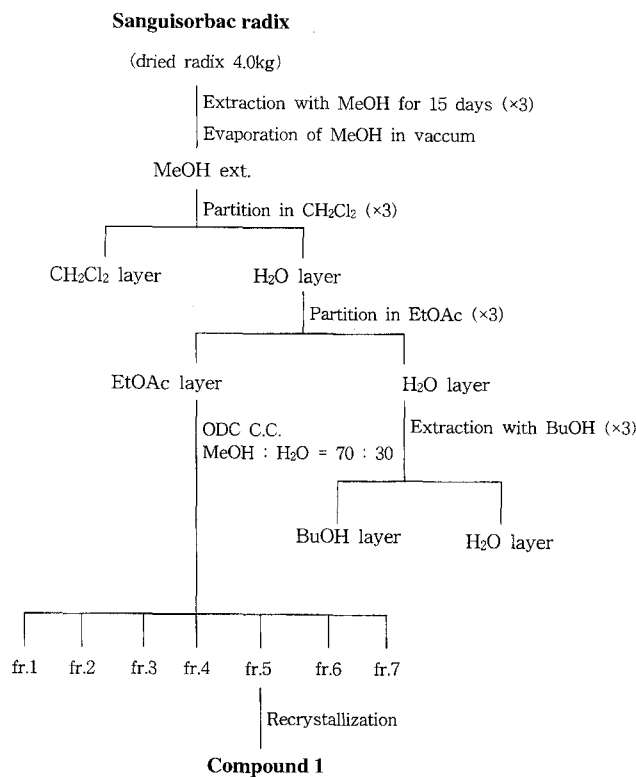 Sanguisorbac radix
(dried radix 4.0kg)
Extraction with MeOH for 15 days (×3)
Evaporation of MeOH in vaccum
MeOH ext.
Partition in CH₂Cl₂ (×3)
CH₂Cl₂ layer
H₂O layer
Partition in EtOAc (×3)
EtOAc layer
H₂O layer
ODC C.C.
MeOH : H₂O = 70 : 30
Extraction with BuOH (×3)
BuOH layer
H₂O layer
fr.1 fr.2 fr.3 fr.4 fr.5 fr.6 fr.7
Recrystallization
Compound 1